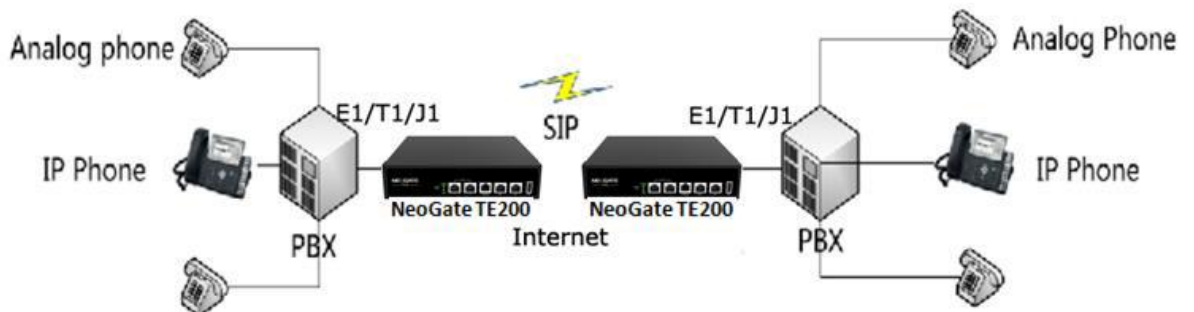 Analog phone
Analog Phone
E1/T1/J1
SIP
E1/T1/J1
IP Phone
IP Phone
NeoGate TE200
NeoGate TE200
PBX
Internet
PBX